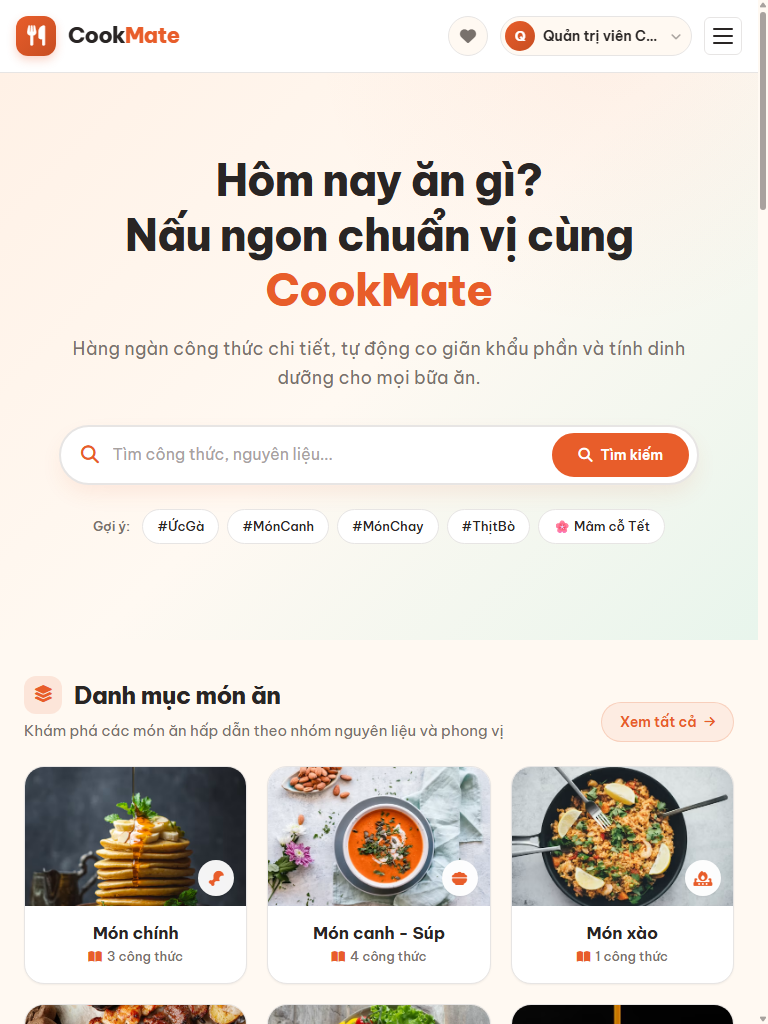 CookMate
Q
Quản trị viên C...
Hôm nay ăn gì?
Nấu ngon chuẩn vị cùng
CookMate
Hàng ngàn công thức chi tiết, tự động co giãn khẩu phần và tính dinh
dưỡng cho mọi bữa ăn.
Tìm công thức, nguyên liệu...
Tìm kiếm
Gợi ý:
#ỨcGà
#MónCanh
#MónChay
#ThịtBò
🌸 Mâm cỗ Tết
Danh mục món ăn
Khám phá các món ăn hấp dẫn theo nhóm nguyên liệu và phong vị
Xem tất cả →
Món chính
3 công thức
Món canh - Súp
4 công thức
Món xào
1 công thức